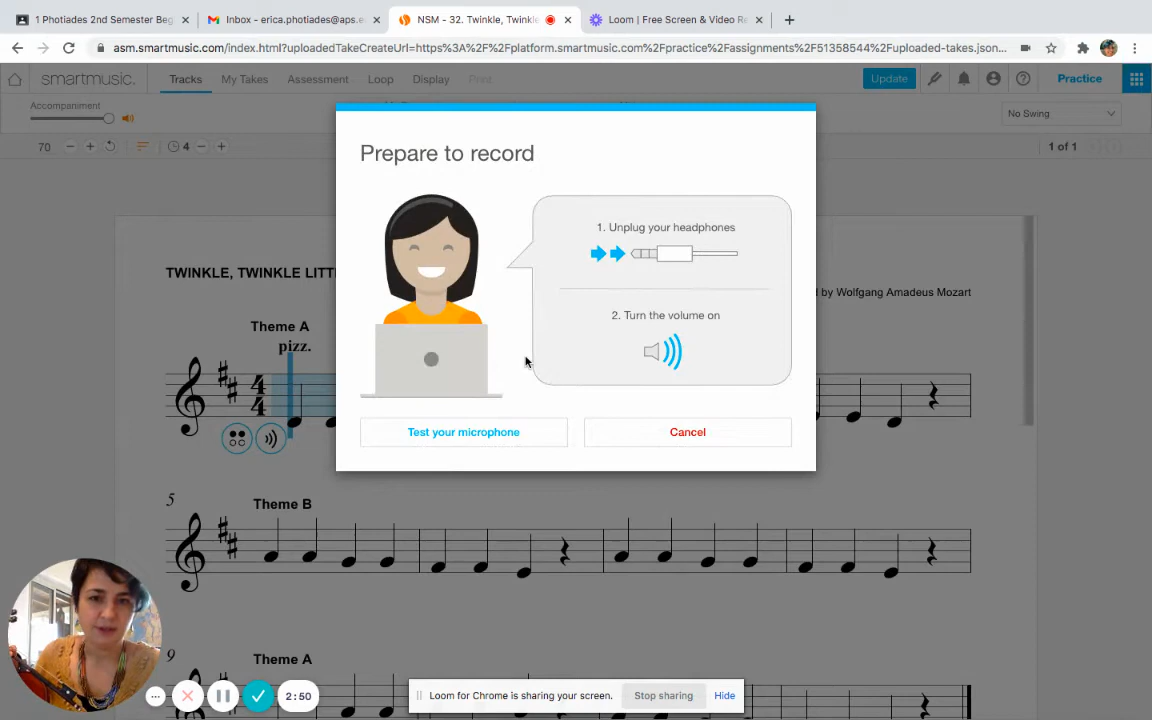 1 Photiades 2nd Semester Beg
Inbox - erica.photiades@aps.e
NSM - 32. Twinkle, Twinkle
Loom | Free Screen & Video Re
asm.smartmusic.com/index.html?uploadedTakeCreateUrl=https%3A%2F%2Fplatform.smartmusic.com%2Fpractice%2Fassignments%2F51358544%2Fuploaded-takes.json...
smartmusic.
Tracks
My Takes
Assessment
Loop
Display
Print
Update
Practice
Accompaniment
No Swing
70
4
1 of 1
Prepare to record
1. Unplug your headphones
2. Turn the volume on
Test your microphone
Cancel
TWINKLE, TWINKLE LITT
d by Wolfgang Amadeus Mozart
Theme A
pizz.
4
4
5
Theme B
9
Theme A
2:50
Loom for Chrome is sharing your screen.
Stop sharing
Hide